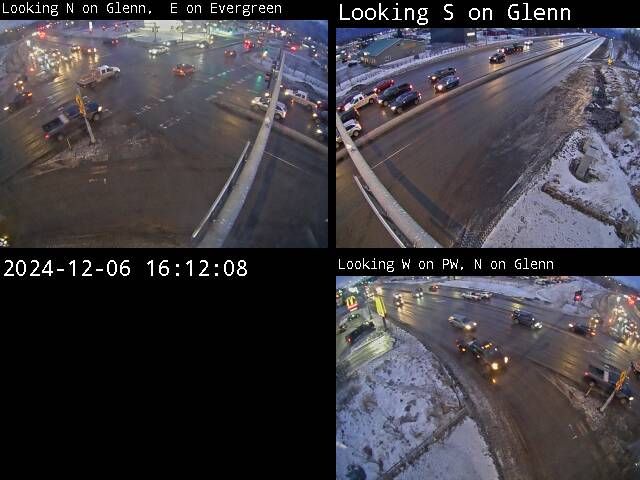 Looking N on Glenn,  E on Evergreen
Looking S on Glenn
2024-12-06 16:12:08
Looking W on PW, N on Glenn